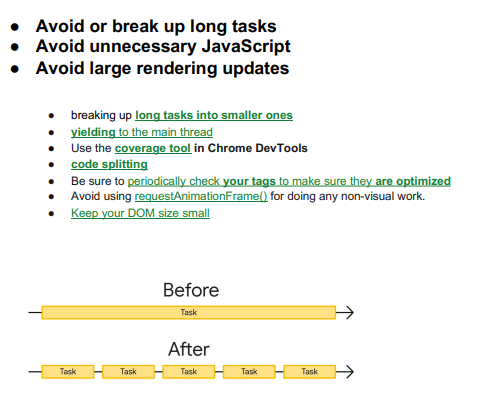 ● Avoid or break up long tasks
● Avoid unnecessary JavaScript
● Avoid large rendering updates
● breaking up long tasks into smaller ones
● yielding to the main thread
● Use the coverage tool in Chrome DevTools
● code splitting
● Be sure to periodically check your tags to make sure they are optimized
● Avoid using requestAnimationFrame() for doing any non-visual work.
● Keep your DOM size small
Before
Task
After
Task Task Task Task Task